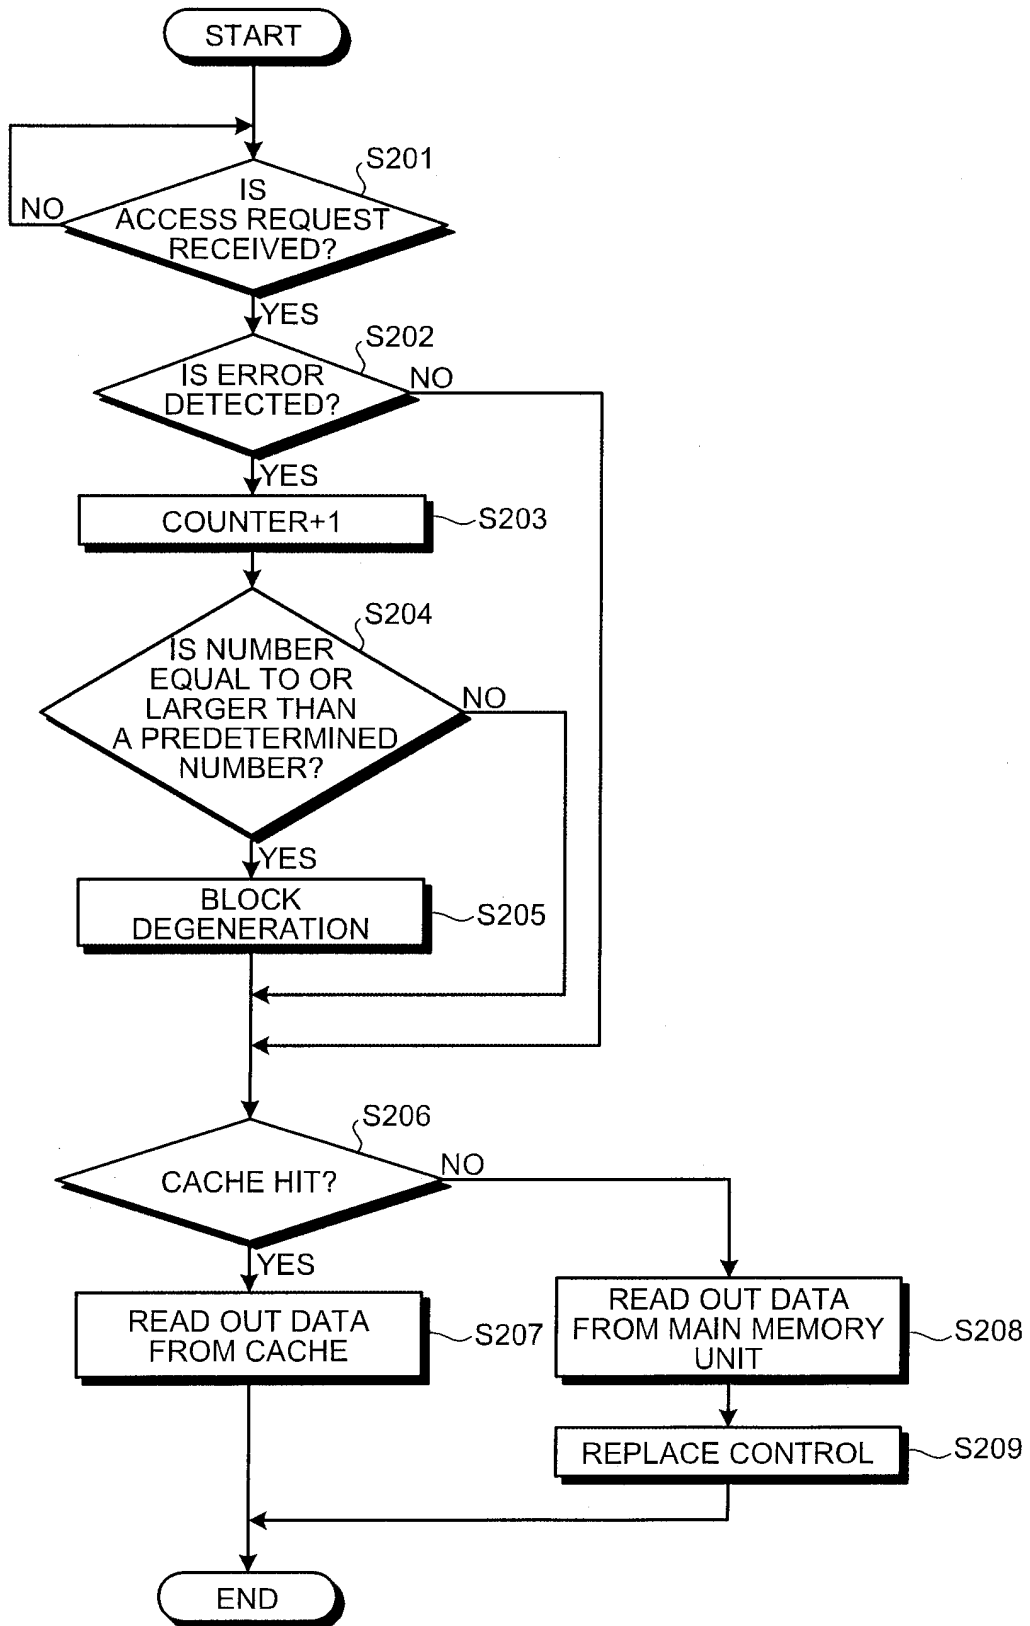 START
S201
IS
ACCESS REQUEST
RECEIVED?
NO
YES
S202
IS ERROR
DETECTED?
NO
YES
COUNTER+1
S203
S204
IS NUMBER
EQUAL TO OR
LARGER THAN
A PREDETERMINED
NUMBER?
NO
YES
BLOCK
DEGENERATION
S205
S206
CACHE HIT?
NO
YES
READ OUT DATA
FROM CACHE
S207
READ OUT DATA
FROM MAIN MEMORY
UNIT
S208
REPLACE CONTROL
S209
END